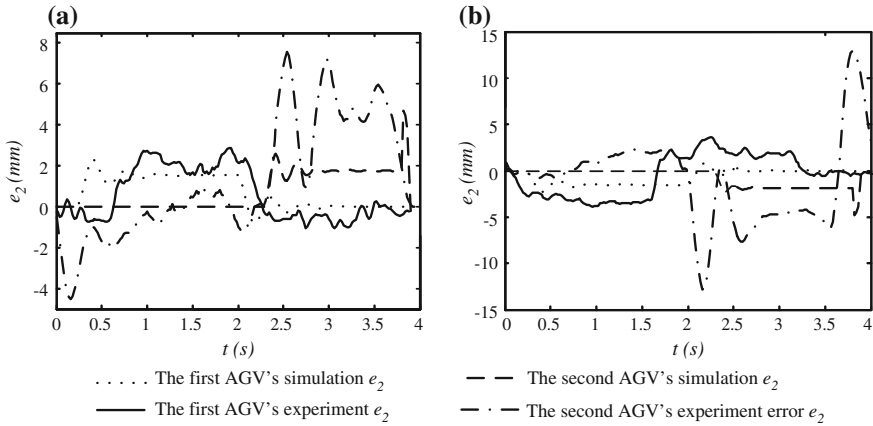 (a)
8
6
4
2
0
-2
-4
e2 (mm)
0 0.5 1 1.5 2 2.5 3 3.5 4
t (s)
(b)
15
10
5
0
-5
-10
-15
e2 (mm)
0 0.5 1 1.5 2 2.5 3 3.5 4
t (s)
The first AGV's simulation e2
The first AGV's experiment e2
The second AGV's simulation e2
The second AGV's experiment error e2